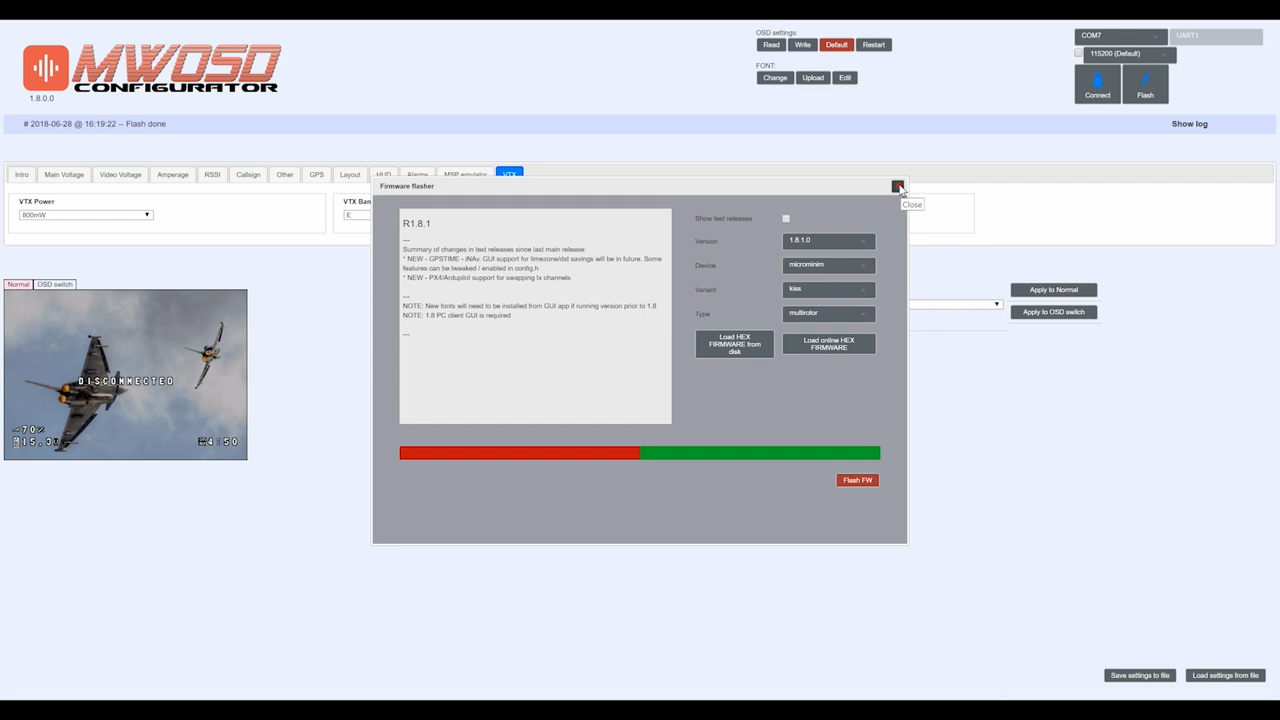 MWOSD
CONFIGURATOR
1.8.0.0
OSD settings:
Read
Write
Default
Restart
FONT:
Change
Upload
Edit
COM7
UART1
115200 (Default)
Connect
Flash
# 2018-06-28 @ 16:19:22 -- Flash done
Show log
Intro
Main Voltage
Video Voltage
Amperage
RSSI
Callsign
Other
GPS
Layout
HUD
Alarms
MSP emulator
VTX
VTX Power
800mW
VTX Ban
E
Firmware flasher
Close
R1.8.1
---
Summary of changes in test releases since last main release:
* NEW - GPSTIME - iNAv. GUI support for timezone/dst savings will be in future. Some
features can be tweaked / enabled in config.h
* NEW - PX4/Ardupilot support for swapping tx channels
---
NOTE: New fonts will need to be installed from GUI app if running version prior to 1.8
NOTE: 1.8 PC client GUI is required
---
Show test releases
Version
1.8.1.0
Device
microminim
Variant
kiss
Type
multirotor
Load HEX
FIRMWARE from
disk
Load online HEX
FIRMWARE
Flash FW
Normal
OSD switch
DISCONNECTED
70%
15.3V
4:50
Apply to Normal
Apply to OSD switch
Save settings to file
Load settings from file